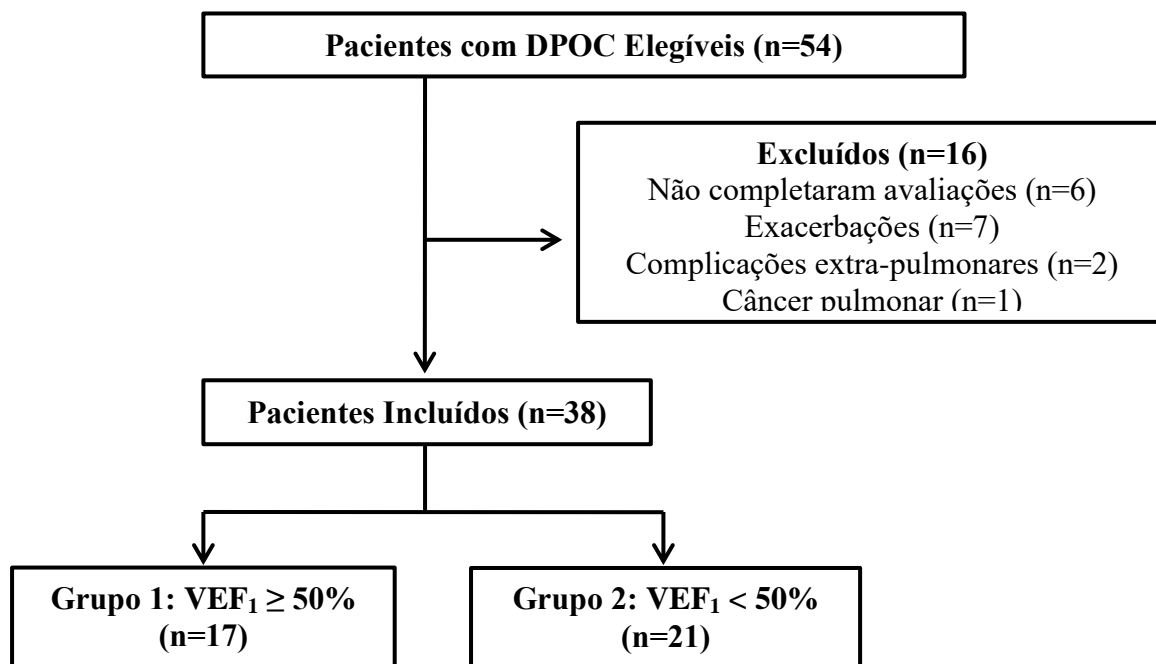 Pacientes com DPOC Elegíveis (n=54)
Excluídos (n=16)
Não completaram avaliações (n=6)
Exacerbações (n=7)
Complicações extra-pulmonares (n=2)
Câncer pulmonar (n=1)
Pacientes Incluídos (n=38)
Grupo 1: VEF₁ ≥ 50%
(n=17)
Grupo 2: VEF₁ < 50%
(n=21)